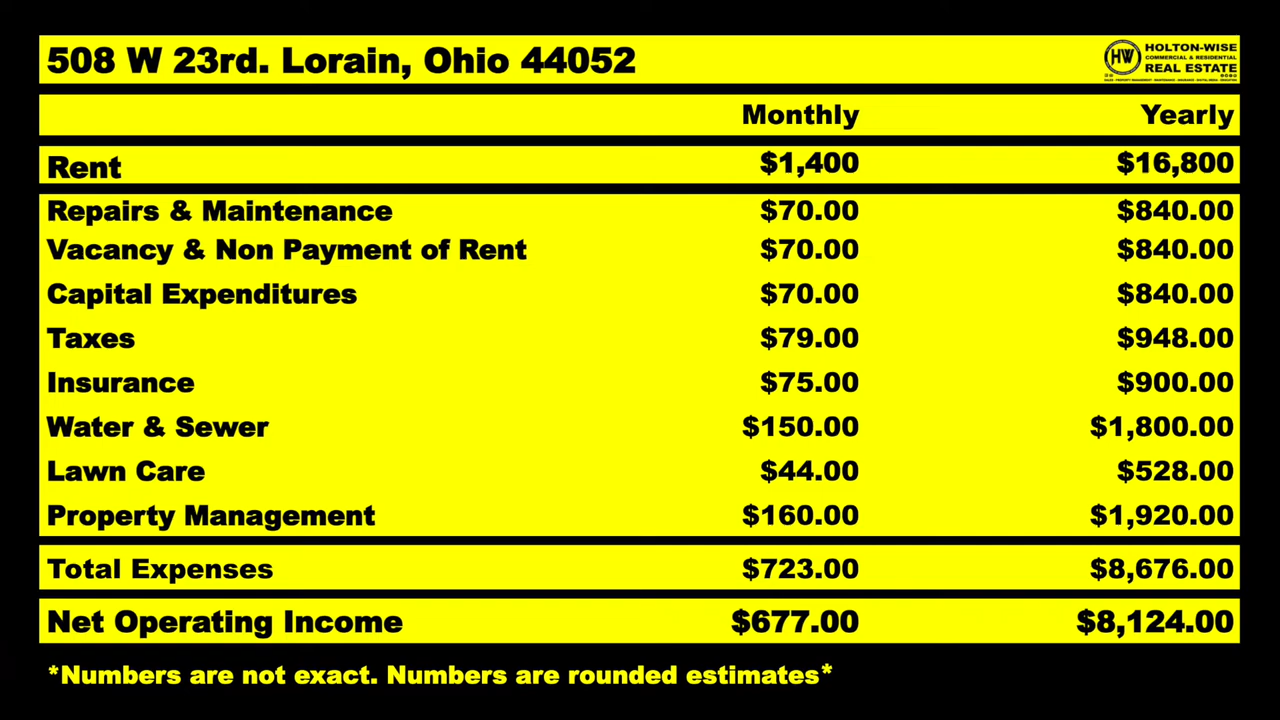 508 W 23rd. Lorain, Ohio 44052
HOLTON-WISE
COMMERCIAL & RESIDENTIAL
REAL ESTATE
HW
Monthly Yearly
Rent $1,400 $16,800
Repairs & Maintenance $70.00 $840.00
Vacancy & Non Payment of Rent $70.00 $840.00
Capital Expenditures $70.00 $840.00
Taxes $79.00 $948.00
Insurance $75.00 $900.00
Water & Sewer $150.00 $1,800.00
Lawn Care $44.00 $528.00
Property Management $160.00 $1,920.00
Total Expenses $723.00 $8,676.00
Net Operating Income $677.00 $8,124.00
*Numbers are not exact. Numbers are rounded estimates*